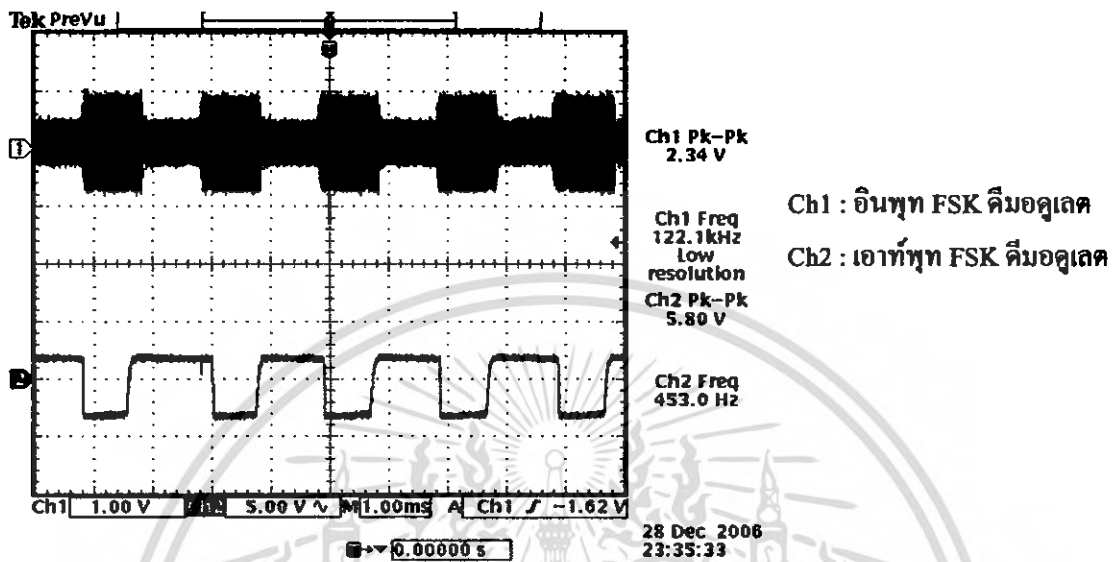 Tek PreVu
1
Ch1 Pk-Pk
2.34 V
Ch1 Freq
122.1kHz
Low
resolution
Ch2 Pk-Pk
5.80 V
Ch2 Freq
453.0 Hz
Ch1 : อินพุท FSK ดีมอดูเลต
Ch2 : เอาท์พุท FSK ดีมอดูเลต
Ch1 1.00 V 5.00 V ∿ M 1.00ms A Ch1 ∫ -1.62 V
0.00000 s
28 Dec 2006
23:35:33